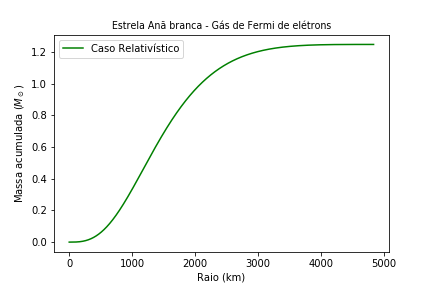 Estrela Anã branca - Gás de Fermi de elétrons
Caso Relativístico
Massa acumulada (M⊙)
1.2
1.0
0.8
0.6
0.4
0.2
0.0
0 1000 2000 3000 4000 5000
Raio (km)